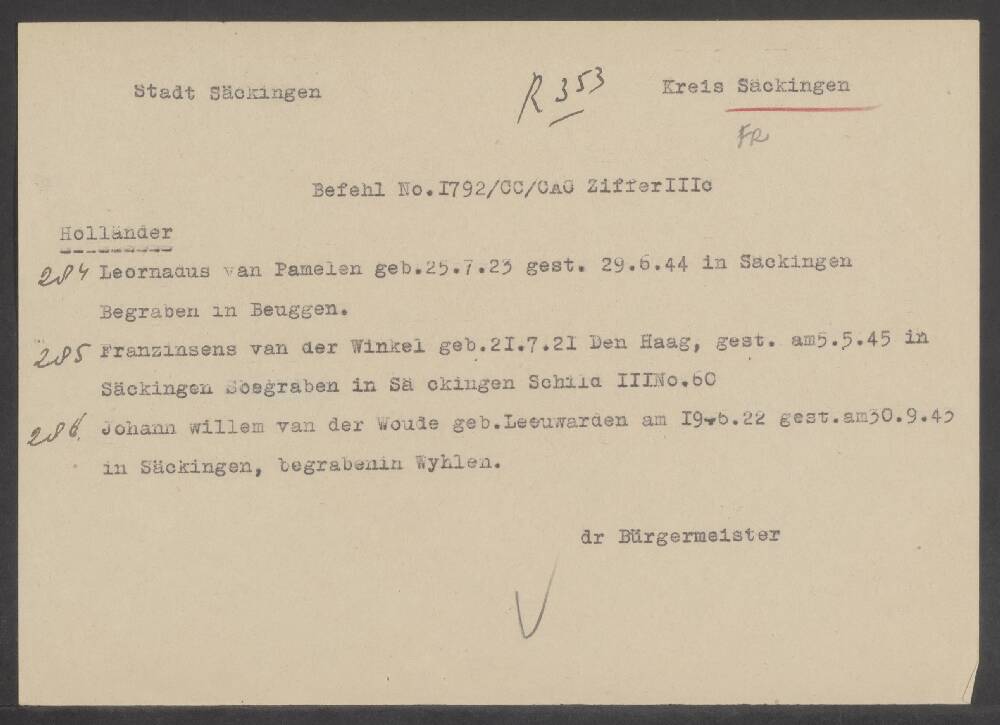 Stadt Säckingen
R 353
Kreis Säckingen
FR
Befehl No.I792/CC/CAG ZifferIIIc
Holländer
284 Leornadus van Pamelen geb.25.7.23 gest. 29.6.44 in Säckingen
Begraben in Beuggen.
285 Franzinsens van der Winkel geb.2I.7.2I Den Haag, gest. am5.5.45 in
Säckingen in Sä ckingen Schild IIINo.60
286. Johann willem van der Woude geb.Leeuwarden am I9.6.22 gest.am30.9.45
in Säckingen, begrabenin Wyhlen.
dr Bürgermeister